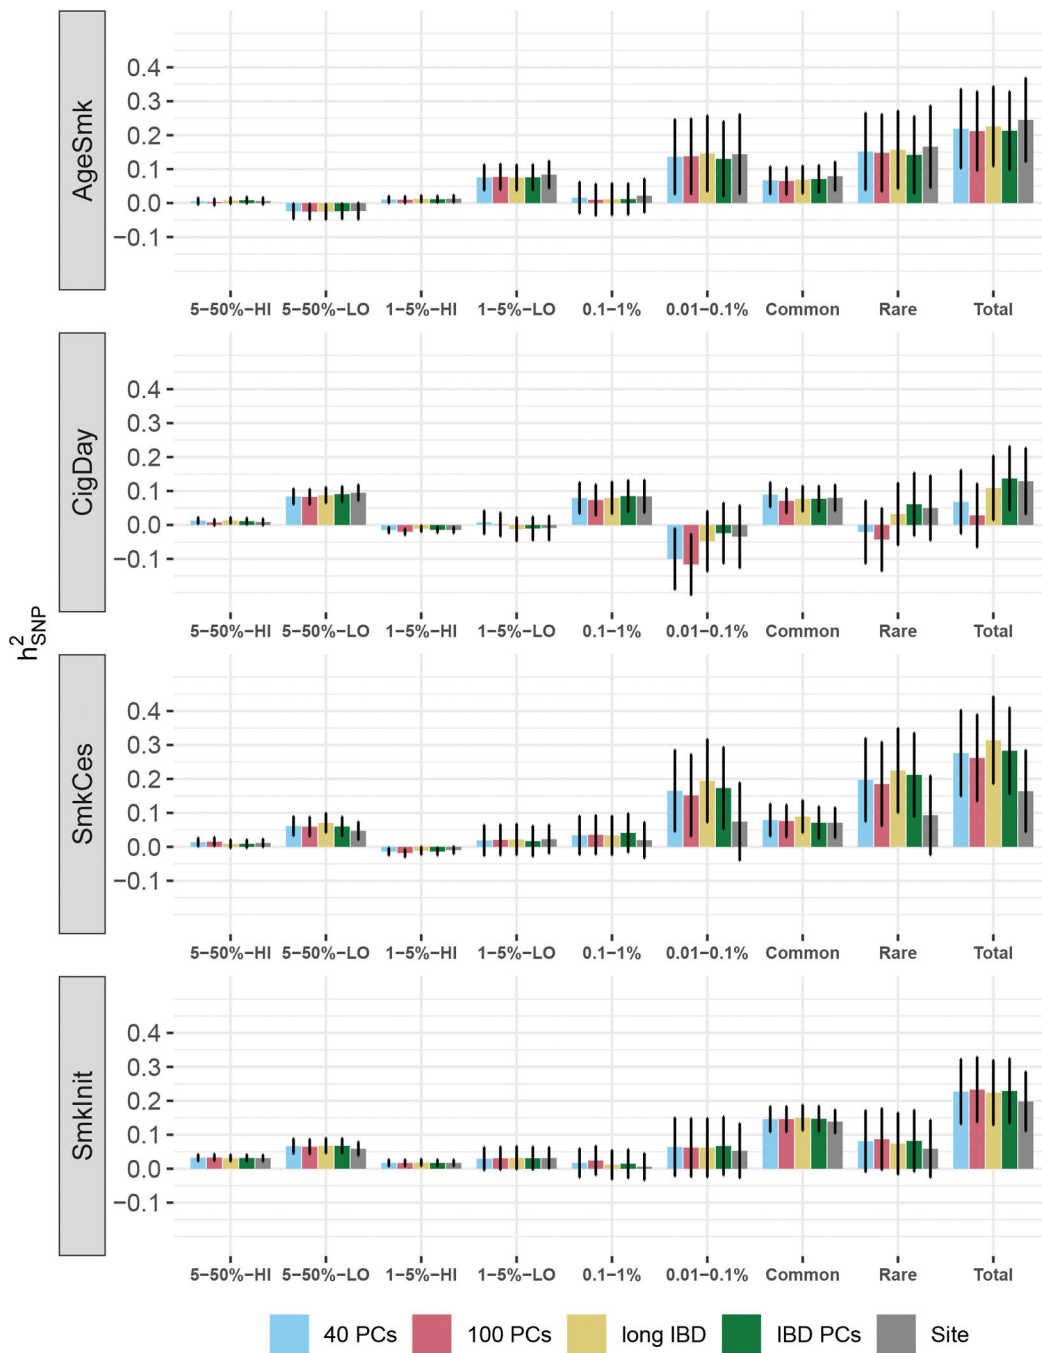 h²SNP
AgeSmk
0.4
0.3
0.2
0.1
0.0
−0.1
5−50%−HI 5−50%−LO 1−5%−HI 1−5%−LO 0.1−1% 0.01−0.1% Common Rare Total
CigDay
0.4
0.3
0.2
0.1
0.0
−0.1
5−50%−HI 5−50%−LO 1−5%−HI 1−5%−LO 0.1−1% 0.01−0.1% Common Rare Total
SmkCes
0.4
0.3
0.2
0.1
0.0
−0.1
5−50%−HI 5−50%−LO 1−5%−HI 1−5%−LO 0.1−1% 0.01−0.1% Common Rare Total
SmkInit
0.4
0.3
0.2
0.1
0.0
−0.1
5−50%−HI 5−50%−LO 1−5%−HI 1−5%−LO 0.1−1% 0.01−0.1% Common Rare Total
40 PCs 100 PCs long IBD IBD PCs Site